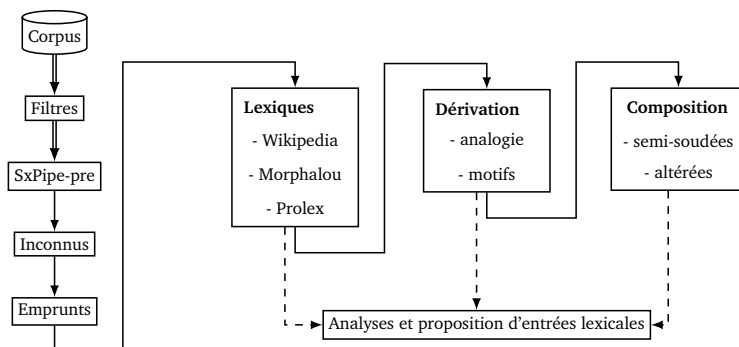 Corpus
Filtres
SxPipe-pre
Inconnus
Emprunts
Lexiques
- Wikipedia
- Morphalou
- Prolex
Dérivation
- analogie
- motifs
Composition
- semi-soudées
- altérées
Analyses et proposition d'entrées lexicales